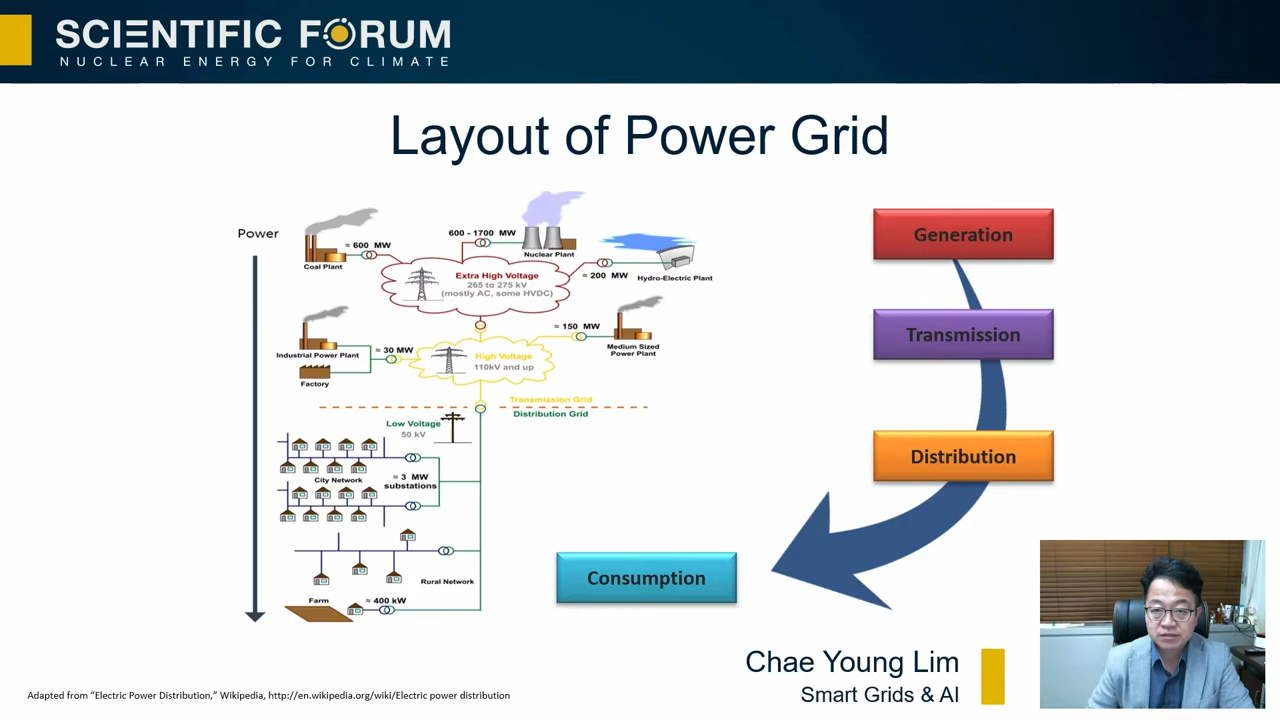 SCIENTIFIC FORUM
NUCLEAR ENERGY FOR CLIMATE
Layout of Power Grid
Power
≈ 600 MW
Coal Plant
600 - 1700 MW
Nuclear Plant
≈ 200 MW
Hydro-Electric Plant
Extra High Voltage
265 to 275 kV
(mostly AC, some HVDC)
≈ 150 MW
Medium Sized
Power Plant
Industrial Power Plant
≈ 30 MW
Factory
High Voltage
110kV and up
Transmission Grid
Distribution Grid
Low Voltage
50 kV
City Network
≈ 3 MW
substations
Rural Network
Farm
≈ 400 kW
Generation
Transmission
Distribution
Consumption
Chae Young Lim
Smart Grids & AI
Adapted from “Electric Power Distribution,” Wikipedia, http://en.wikipedia.org/wiki/Electric power distribution